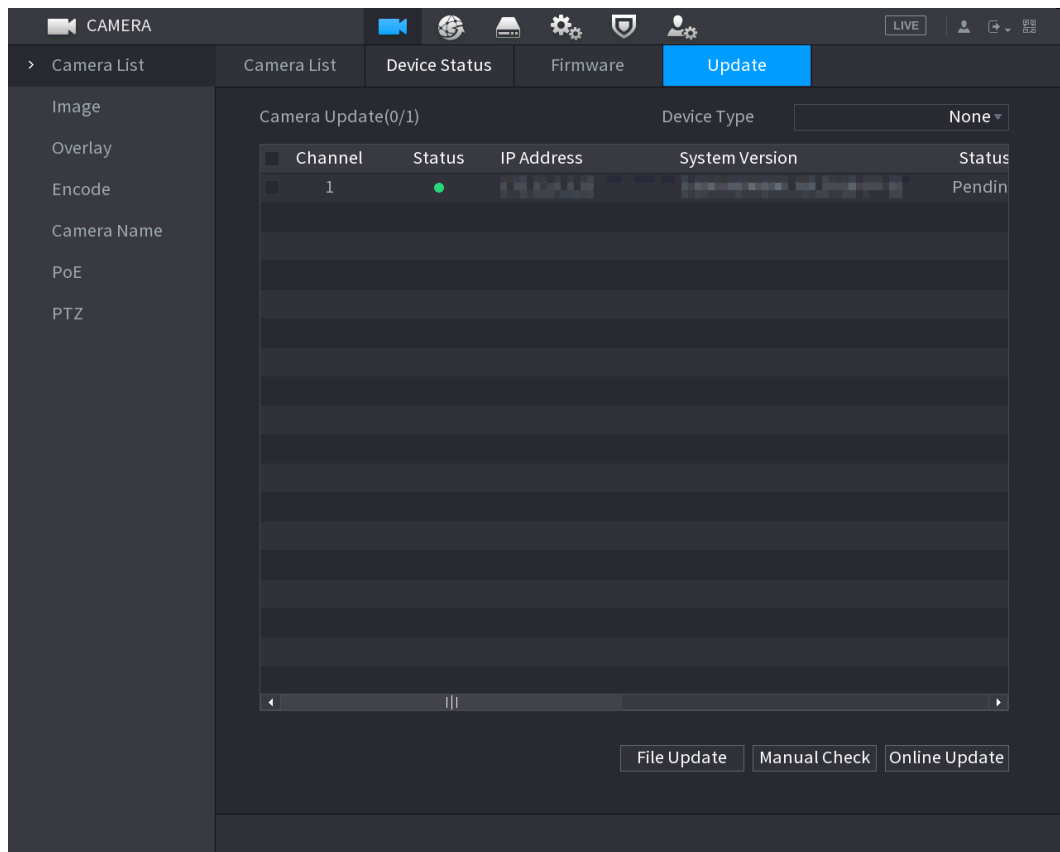 CAMERA LIVE
Camera List
Image
Overlay
Encode
Camera Name
PoE
PTZ
Camera List Device Status Firmware Update
Camera Update(0/1) Device Type None
Channel Status IP Address System Version Status
1 Pendin
File Update Manual Check Online Update